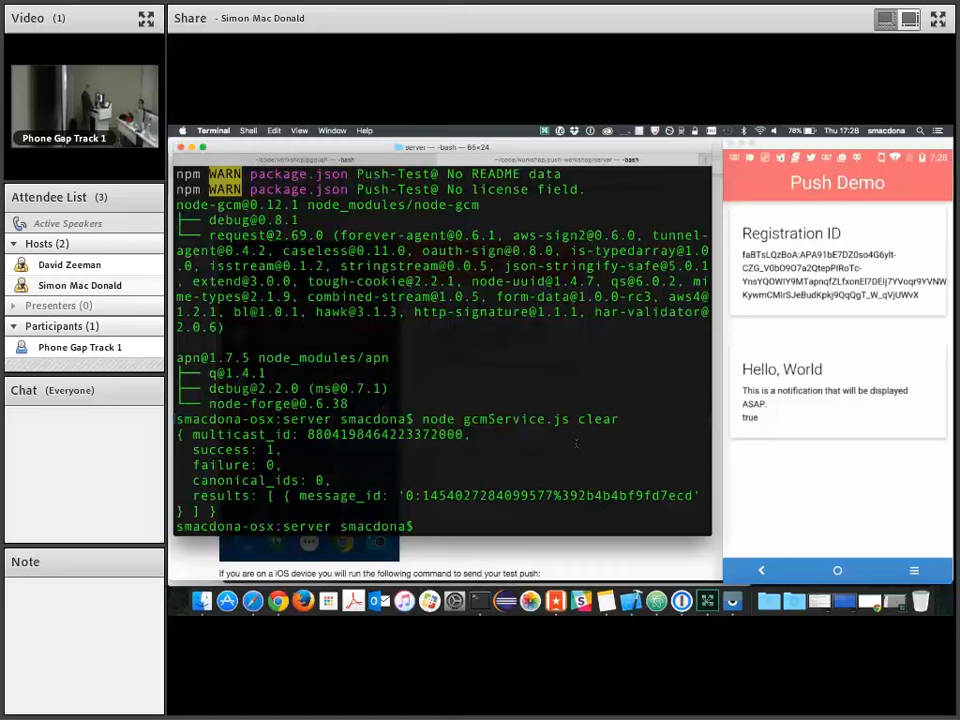 Video (1)
Share - Simon Mac Donald
Phone Gap Track 1
Attendee List (3)
Active Speakers
Hosts (2)
David Zeeman
Simon Mac Donald
Presenters (0)
Participants (1)
Phone Gap Track 1
Chat (Everyone)
Note
Terminal Shell Edit View Window Help
78% Thu 17:28 smacdona
server — -bash — 65×24
npm WARN package.json Push-Test@ No README data
npm WARN package.json Push-Test@ No license field.
node-gcm@0.12.1 node_modules/node-gcm
├── debug@0.8.1
└── request@2.69.0 (forever-agent@0.6.1, aws-sign2@0.6.0, tunnel-
agent@0.4.2, caseless@0.11.0, oauth-sign@0.8.0, is-typedarray@1.0
.0, isstream@0.1.2, stringstream@0.0.5, json-stringify-safe@5.0.1
, extend@3.0.0, tough-cookie@2.2.1, node-uuid@1.4.7, qs@6.0.2, mi
me-types@2.1.9, combined-stream@1.0.5, form-data@1.0.0-rc3, aws4@
1.2.1, bl@1.0.1, hawk@3.1.3, http-signature@1.1.1, har-validator@
2.0.6)
apn@1.7.5 node_modules/apn
├── q@1.4.1
├── debug@2.2.0 (ms@0.7.1)
└── node-forge@0.6.38
smacdona-osx:server smacdona$ node gcmService.js clear
{ multicast_id: 8804198464223372000,
success: 1,
failure: 0,
canonical_ids: 0,
results: [ { message_id: '0:1454027284099577%392b4b4bf9fd7ecd'
} ] }
smacdona-osx:server smacdona$
If you are on a iOS device you will run the following command to send your test push:
7:28
Push Demo
Registration ID
Hello, World
This is a notification that will be displayed
ASAP.
true